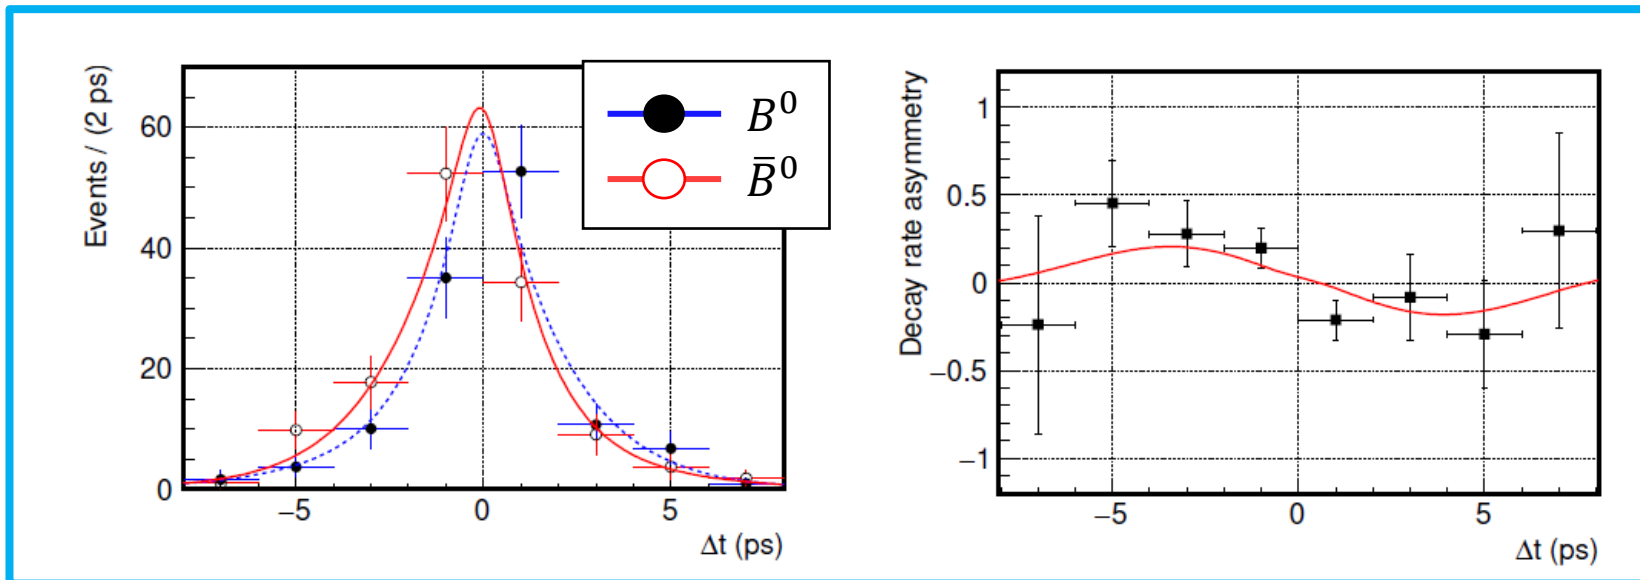 Events / (2 ps)
60
40
20
0
−5
0
5
Δt (ps)
B⁰
B̄⁰
Decay rate asymmetry
1
0.5
0
−0.5
−1
−5
0
5
Δt (ps)